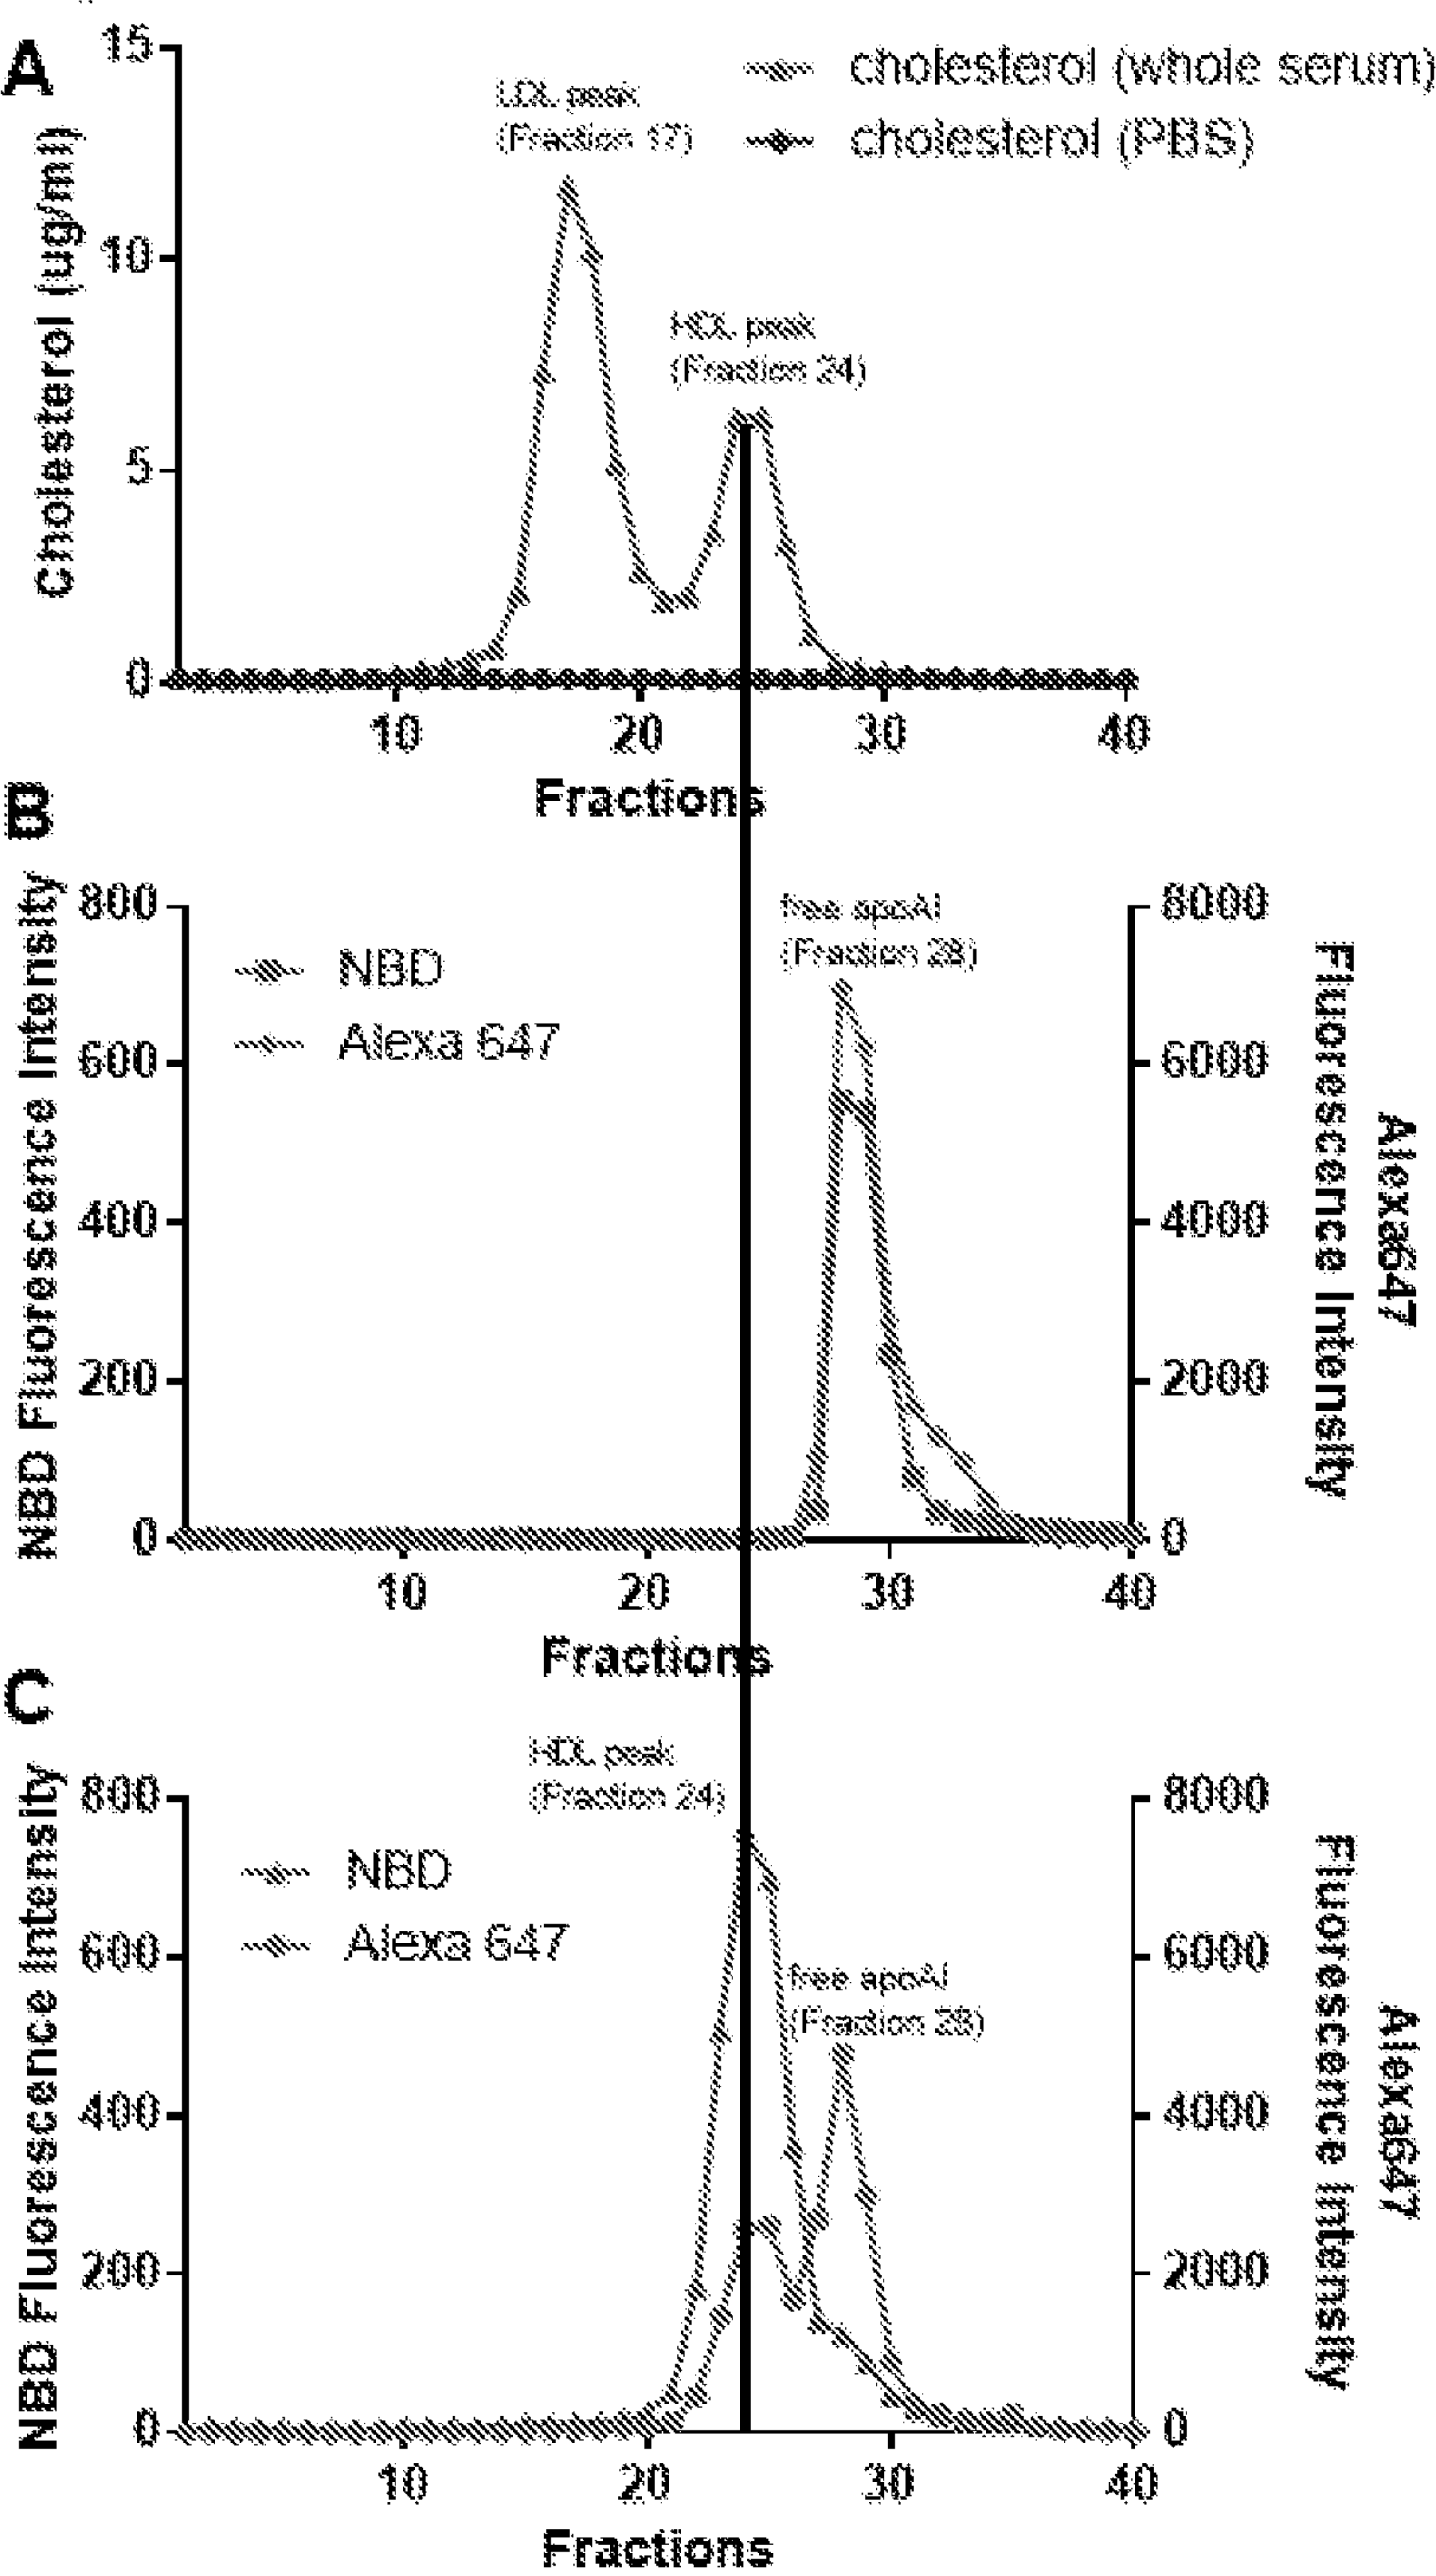 A
15
cholesterol (whole serum)
cholesterol (PBS)
LDL peak
(Fraction 17)
HDL peak
(Fraction 24)
Cholesterol (ug/ml)
10
5
0
10 20 30 40
Fractions
B
NBD Fluorescence Intensity
800
600
400
200
0
NBD
Alexa 647
free apoAI
(Fraction 28)
8000
6000
4000
2000
0
Alexa647
Fluorescence Intensity
10 20 30 40
Fractions
C
NBD Fluorescence Intensity
800
600
400
200
0
HDL peak
(Fraction 24)
NBD
Alexa 647
free apoAI
(Fraction 28)
8000
6000
4000
2000
0
Alexa647
Fluorescence Intensity
10 20 30 40
Fractions